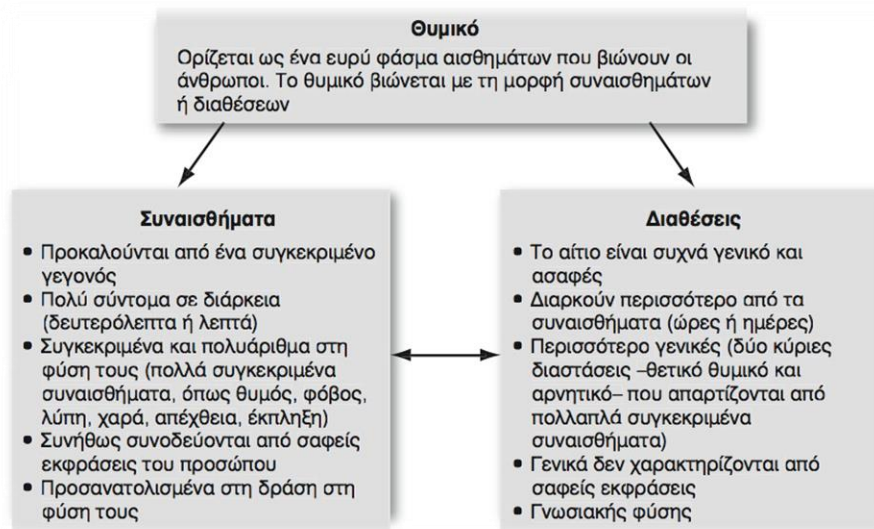 Θυμικό
Ορίζεται ως ένα ευρύ φάσμα αισθημάτων που βιώνουν οι
άνθρωποι. Το θυμικό βιώνεται με τη μορφή συναισθημάτων
ή διαθέσεων
Συναισθήματα
• Προκαλούνται από ένα συγκεκριμένο
γεγονός
• Πολύ σύντομα σε διάρκεια
(δευτερόλεπτα ή λεπτά)
• Συγκεκριμένα και πολυάριθμα στη
φύση τους (πολλά συγκεκριμένα
συναισθήματα, όπως θυμός, φόβος,
λύπη, χαρά, απέχθεια, έκπληξη)
• Συνήθως συνοδεύονται από σαφείς
εκφράσεις του προσώπου
• Προσανατολισμένα στη δράση στη
φύση τους
Διαθέσεις
• Το αίτιο είναι συχνά γενικό και
ασαφές
• Διαρκούν περισσότερο από τα
συναισθήματα (ώρες ή ημέρες)
• Περισσότερο γενικές (δύο κύριες
διαστάσεις –θετικό θυμικό και
αρνητικό– που απαρτίζονται από
πολλαπλά συγκεκριμένα
συναισθήματα)
• Γενικά δεν χαρακτηρίζονται από
σαφείς εκφράσεις
• Γνωσιακής φύσης